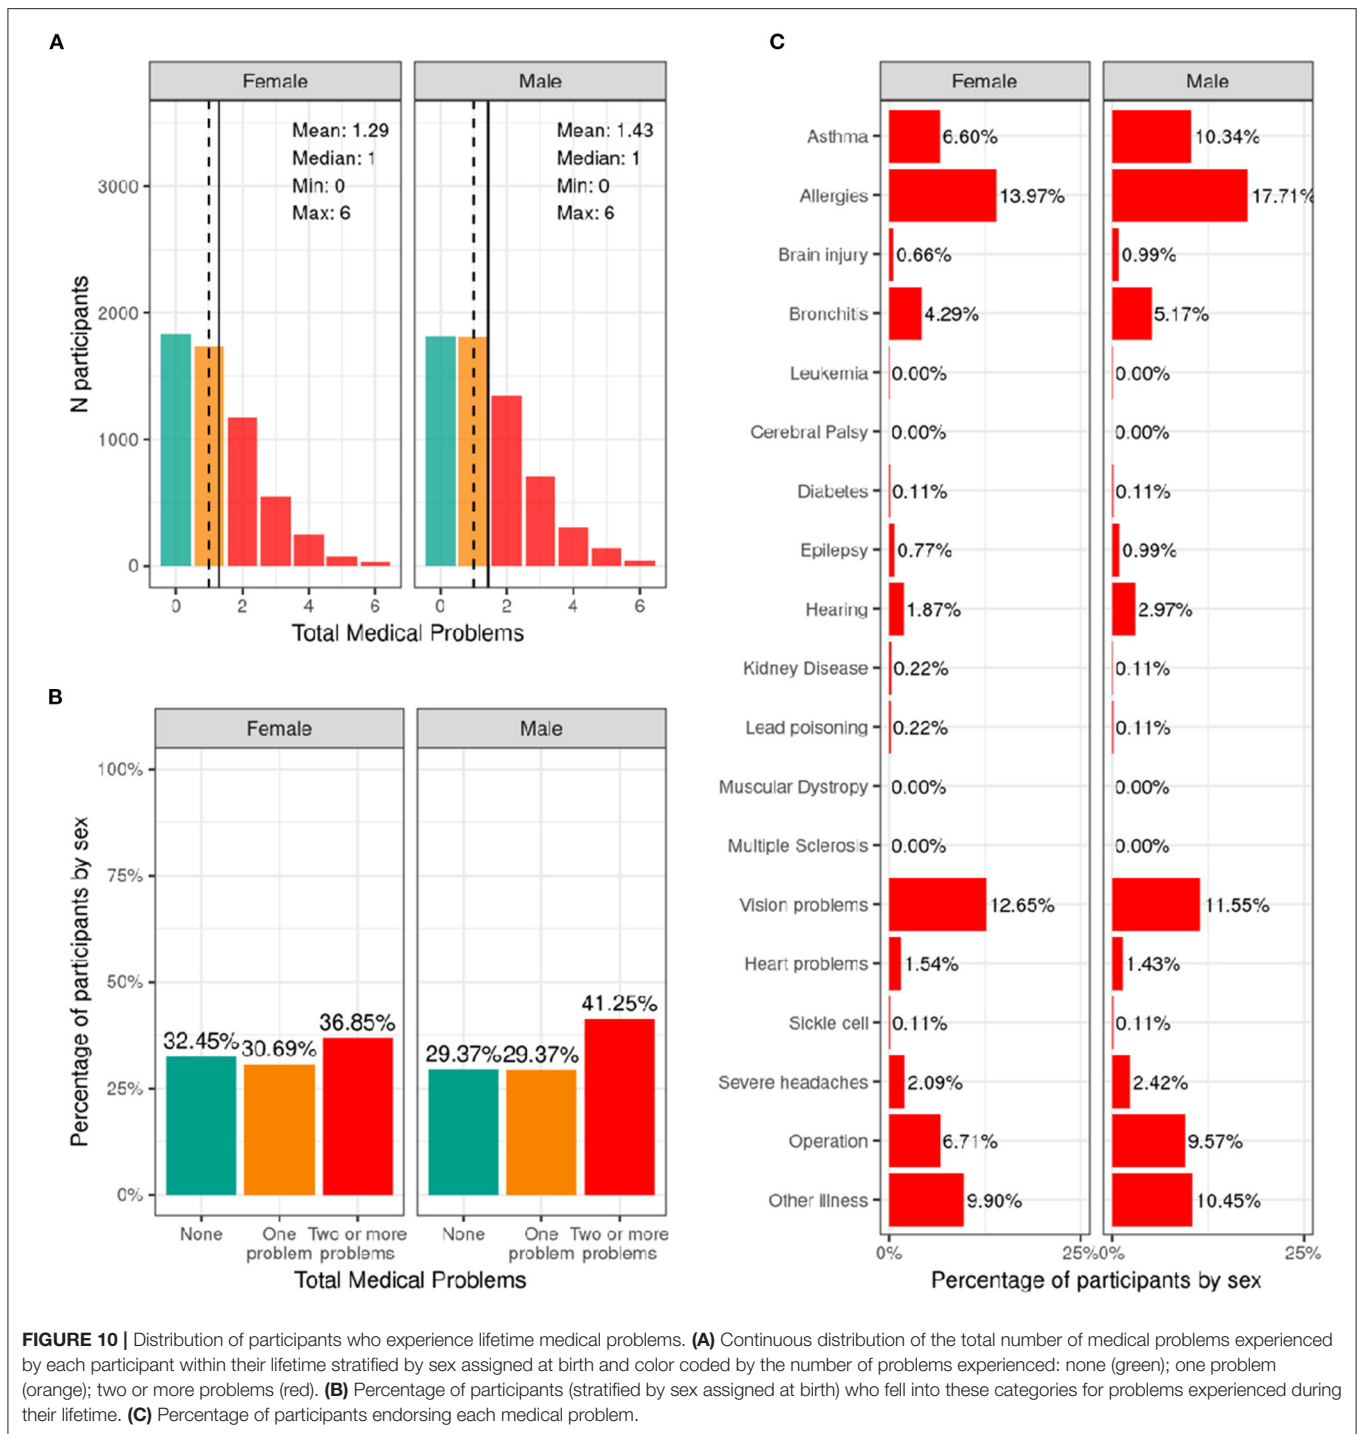 A
Female
Male
Mean: 1.29
Median: 1
Min: 0
Max: 6
Mean: 1.43
Median: 1
Min: 0
Max: 6
N participants
3000
2000
1000
0
0 2 4 6
0 2 4 6
Total Medical Problems
B
Female
Male
Percentage of participants by sex
100%
75%
50%
25%
0%
32.45%
30.69%
36.85%
29.37%
29.37%
41.25%
None
One problem
Two or more problems
None
One problem
Two or more problems
Total Medical Problems
C
Female
Male
Asthma 6.60% 10.34%
Allergies 13.97% 17.71%
Brain injury 0.66% 0.99%
Bronchitis 4.29% 5.17%
Leukemia 0.00% 0.00%
Cerebral Palsy 0.00% 0.00%
Diabetes 0.11% 0.11%
Epilepsy 0.77% 0.99%
Hearing 1.87% 2.97%
Kidney Disease 0.22% 0.11%
Lead poisoning 0.22% 0.11%
Muscular Dystropy 0.00% 0.00%
Multiple Sclerosis 0.00% 0.00%
Vision problems 12.65% 11.55%
Heart problems 1.54% 1.43%
Sickle cell 0.11% 0.11%
Severe headaches 2.09% 2.42%
Operation 6.71% 9.57%
Other Illness 9.90% 10.45%
0% 25% 0% 25%
Percentage of participants by sex
FIGURE 10 | Distribution of participants who experience lifetime medical problems. (A) Continuous distribution of the total number of medical problems experienced
by each participant within their lifetime stratified by sex assigned at birth and color coded by the number of problems experienced: none (green); one problem
(orange); two or more problems (red). (B) Percentage of participants (stratified by sex assigned at birth) who fell into these categories for problems experienced during
their lifetime. (C) Percentage of participants endorsing each medical problem.